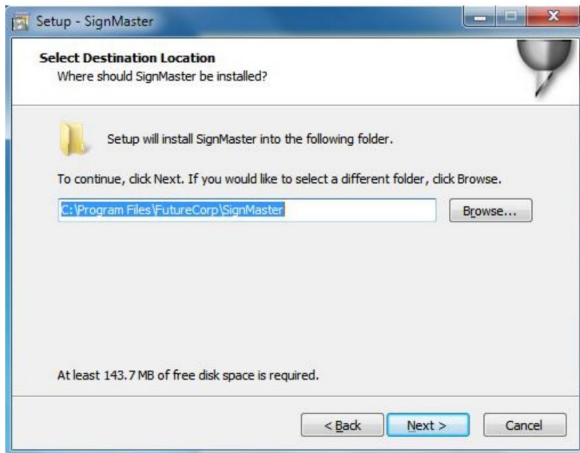 Setup - SignMaster
Select Destination Location
Where should SignMaster be installed?
Setup will install SignMaster into the following folder.
To continue, click Next. If you would like to select a different folder, click Browse.
C:\Program Files\FutureCorp\SignMaster
Browse...
At least 143.7 MB of free disk space is required.
< Back
Next >
Cancel